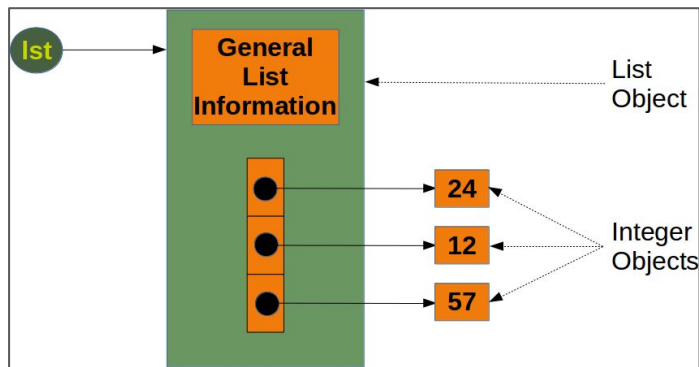 lst
General
List
Information
List
Object
24
12
57
Integer
Objects